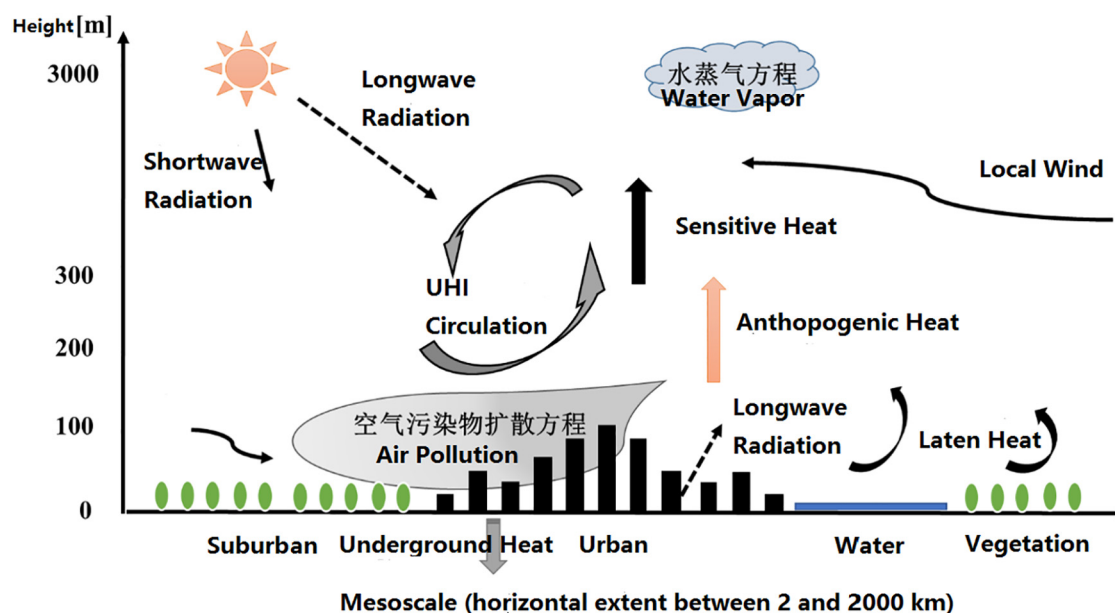 Height[m]
3000
300
200
100
0
Longwave
Radiation
Shortwave
Radiation
水蒸气方程
Water Vapor
Local Wind
Sensitive Heat
UHI
Circulation
Anthopogenic Heat
空气污染物扩散方程
Air Pollution
Longwave
Radiation
Laten Heat
Suburban
Underground Heat
Urban
Water
Vegetation
Mesoscale (horizontal extent between 2 and 2000 km)